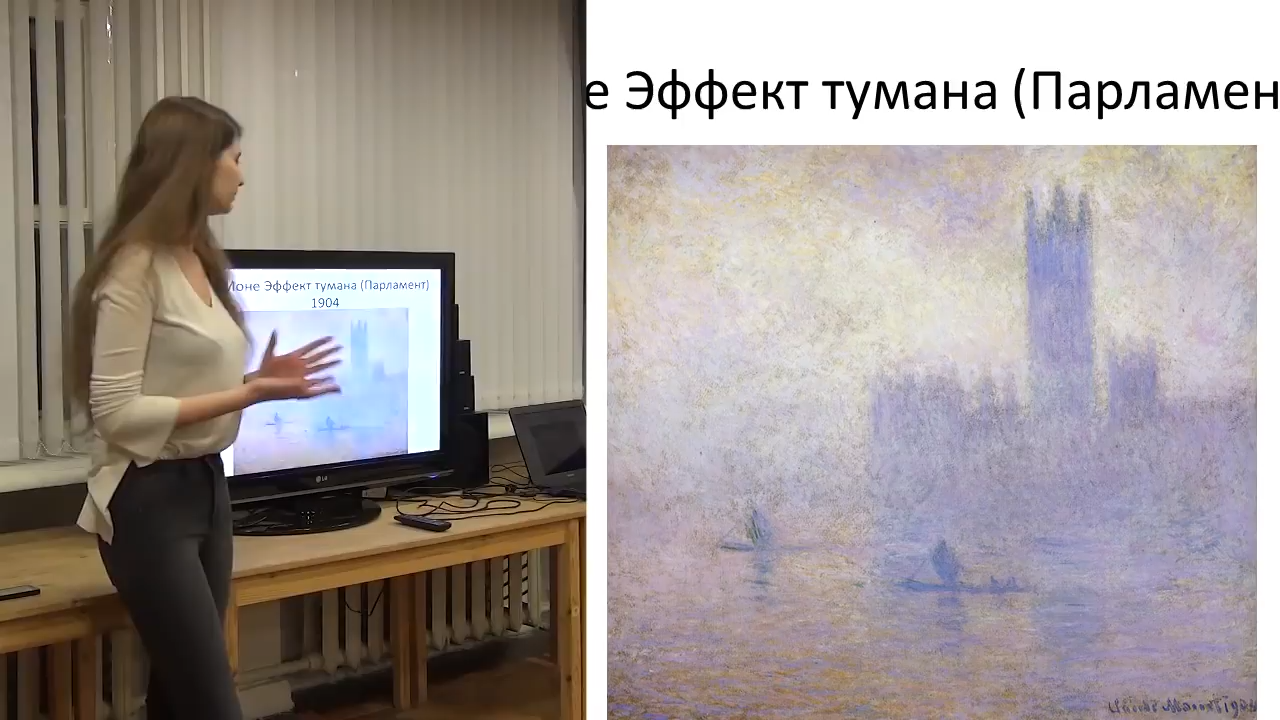 е Эффект тумана (Парламен
Моне Эффект тумана (Парламент)
1904
LG